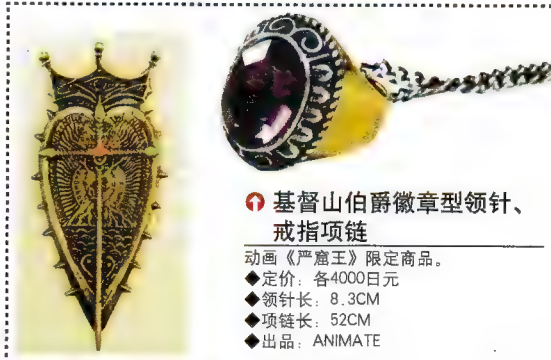 基督山伯爵徽章型领针、
戒指项链
动画《严窟王》限定商品。
◆定价：各4000日元
◆领针长：8.3CM
◆项链长：52CM
◆出品：ANIMATE